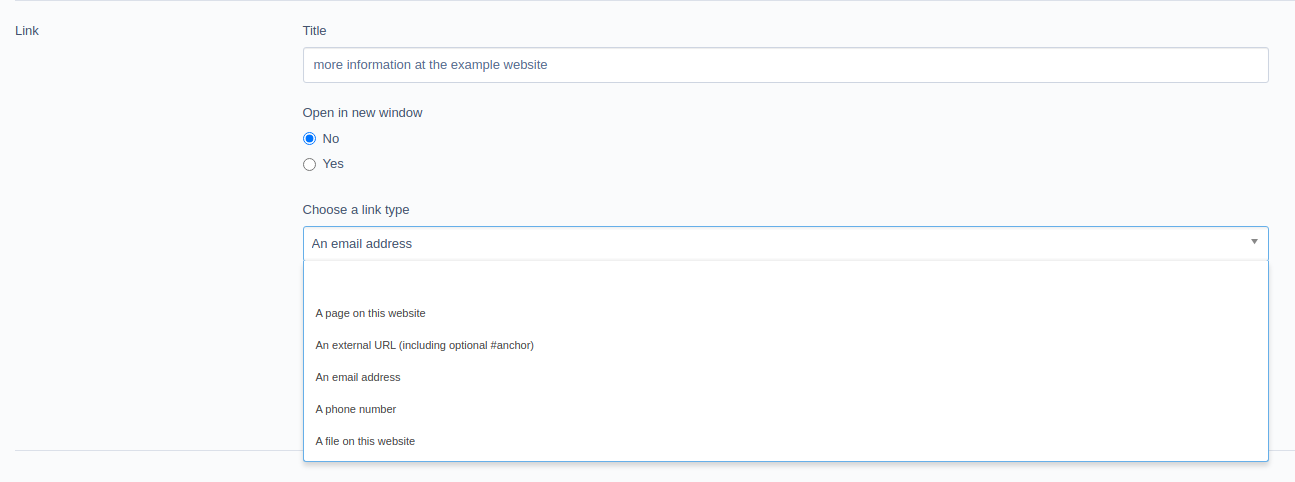 Link
Title
more information at the example website
Open in new window
No
Yes
Choose a link type
An email address
A page on this website
An external URL (including optional #anchor)
An email address
A phone number
A file on this website